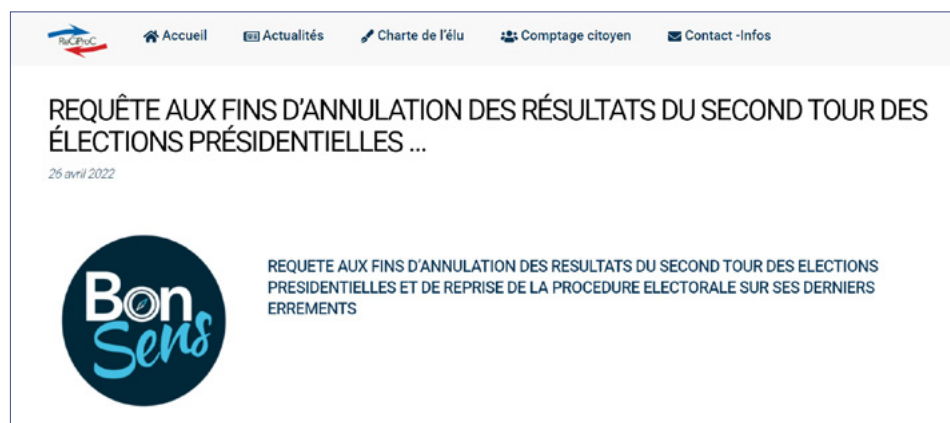 ReCiProC Accueil Actualités Charte de l'élu Comptage citoyen Contact -Infos
REQUÊTE AUX FINS D'ANNULATION DES RÉSULTATS DU SECOND TOUR DES
ÉLECTIONS PRÉSIDENTIELLES ...
26 avril 2022
Bon
Sens
REQUETE AUX FINS D'ANNULATION DES RESULTATS DU SECOND TOUR DES ELECTIONS
PRESIDENTIELLES ET DE REPRISE DE LA PROCEDURE ELECTORALE SUR SES DERNIERS
ERREMENTS